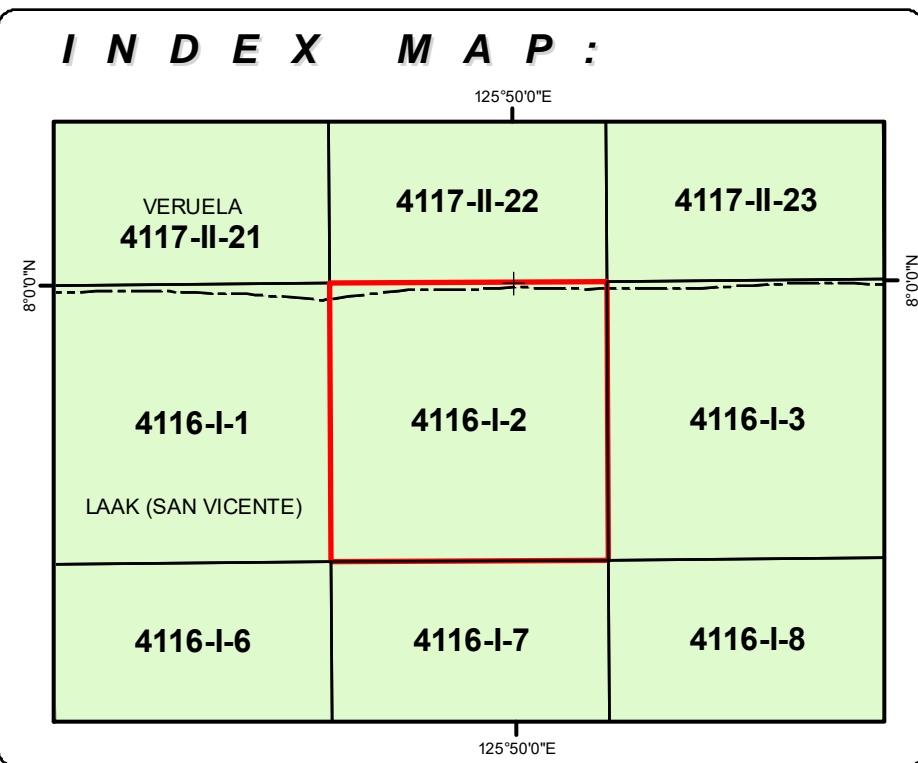 INDEX MAP:
125°50'0"E
VERUELA
4117-II-21
4117-II-22
4117-II-23
8°0'0"N
8°0'0"N
4116-I-1
4116-I-2
4116-I-3
LAAK (SAN VICENTE)
4116-I-6
4116-I-7
4116-I-8
125°50'0"E